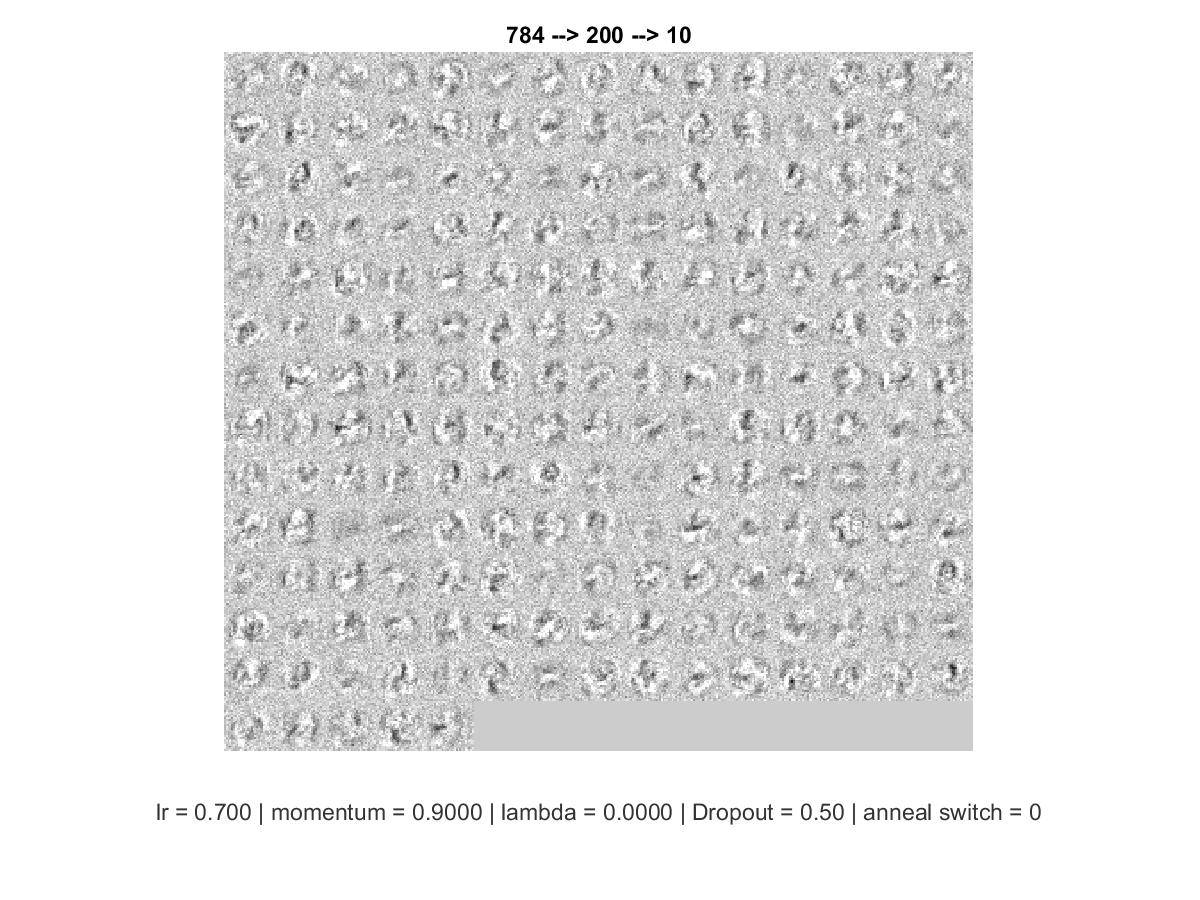 784 --> 200 --> 10
lr = 0.700 | momentum = 0.9000 | lambda = 0.0000 | Dropout = 0.50 | anneal switch = 0